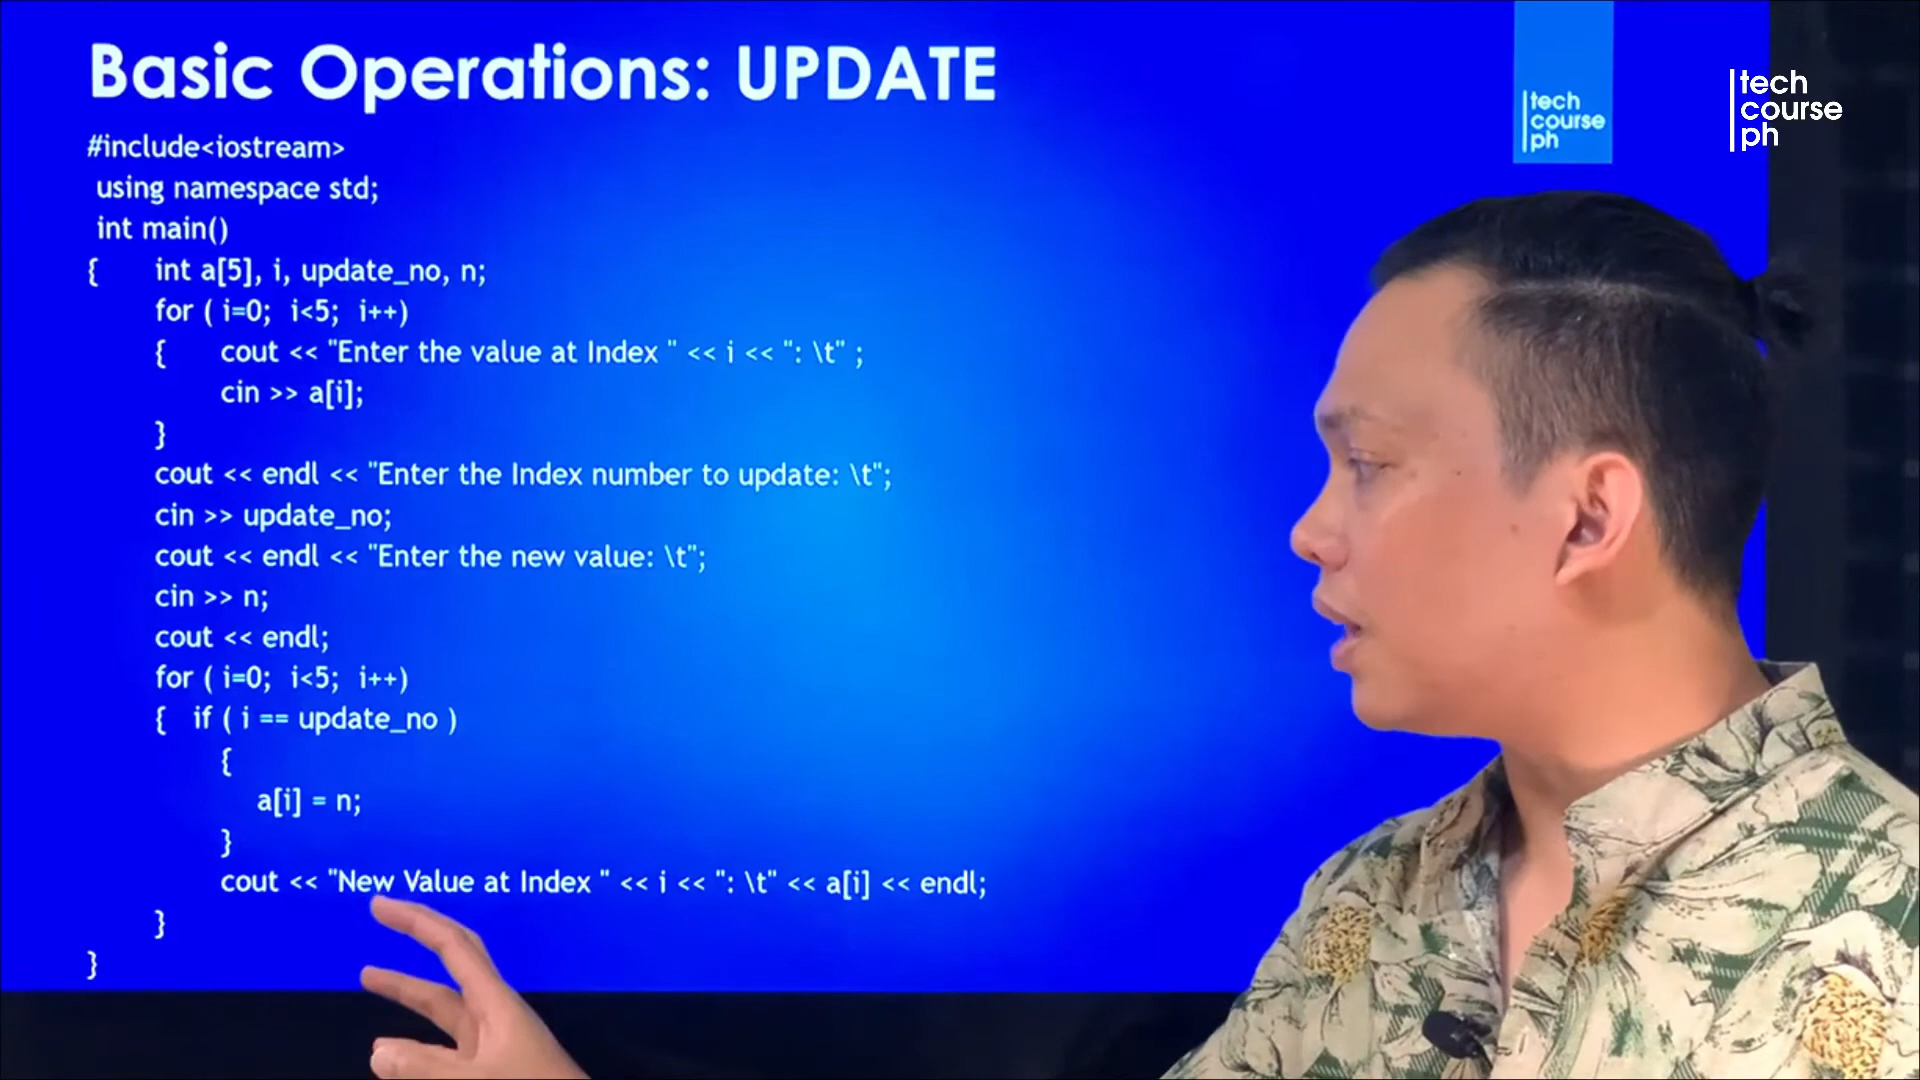 Basic Operations: UPDATE
#include<iostream>
using namespace std;
int main()
{ int a[5], i, update_no, n;
for ( i=0; i<5; i++)
{ cout << "Enter the value at Index " << i << ": \t" ;
cin >> a[i];
}
cout << endl << "Enter the Index number to update: \t";
cin >> update_no;
cout << endl << "Enter the new value: \t";
cin >> n;
cout << endl;
for ( i=0; i<5; i++)
{ if ( i == update_no )
{
a[i] = n;
}
cout << "New Value at Index " << i << ": \t" << a[i] << endl;
}
}
tech
course
ph
tech
course
ph